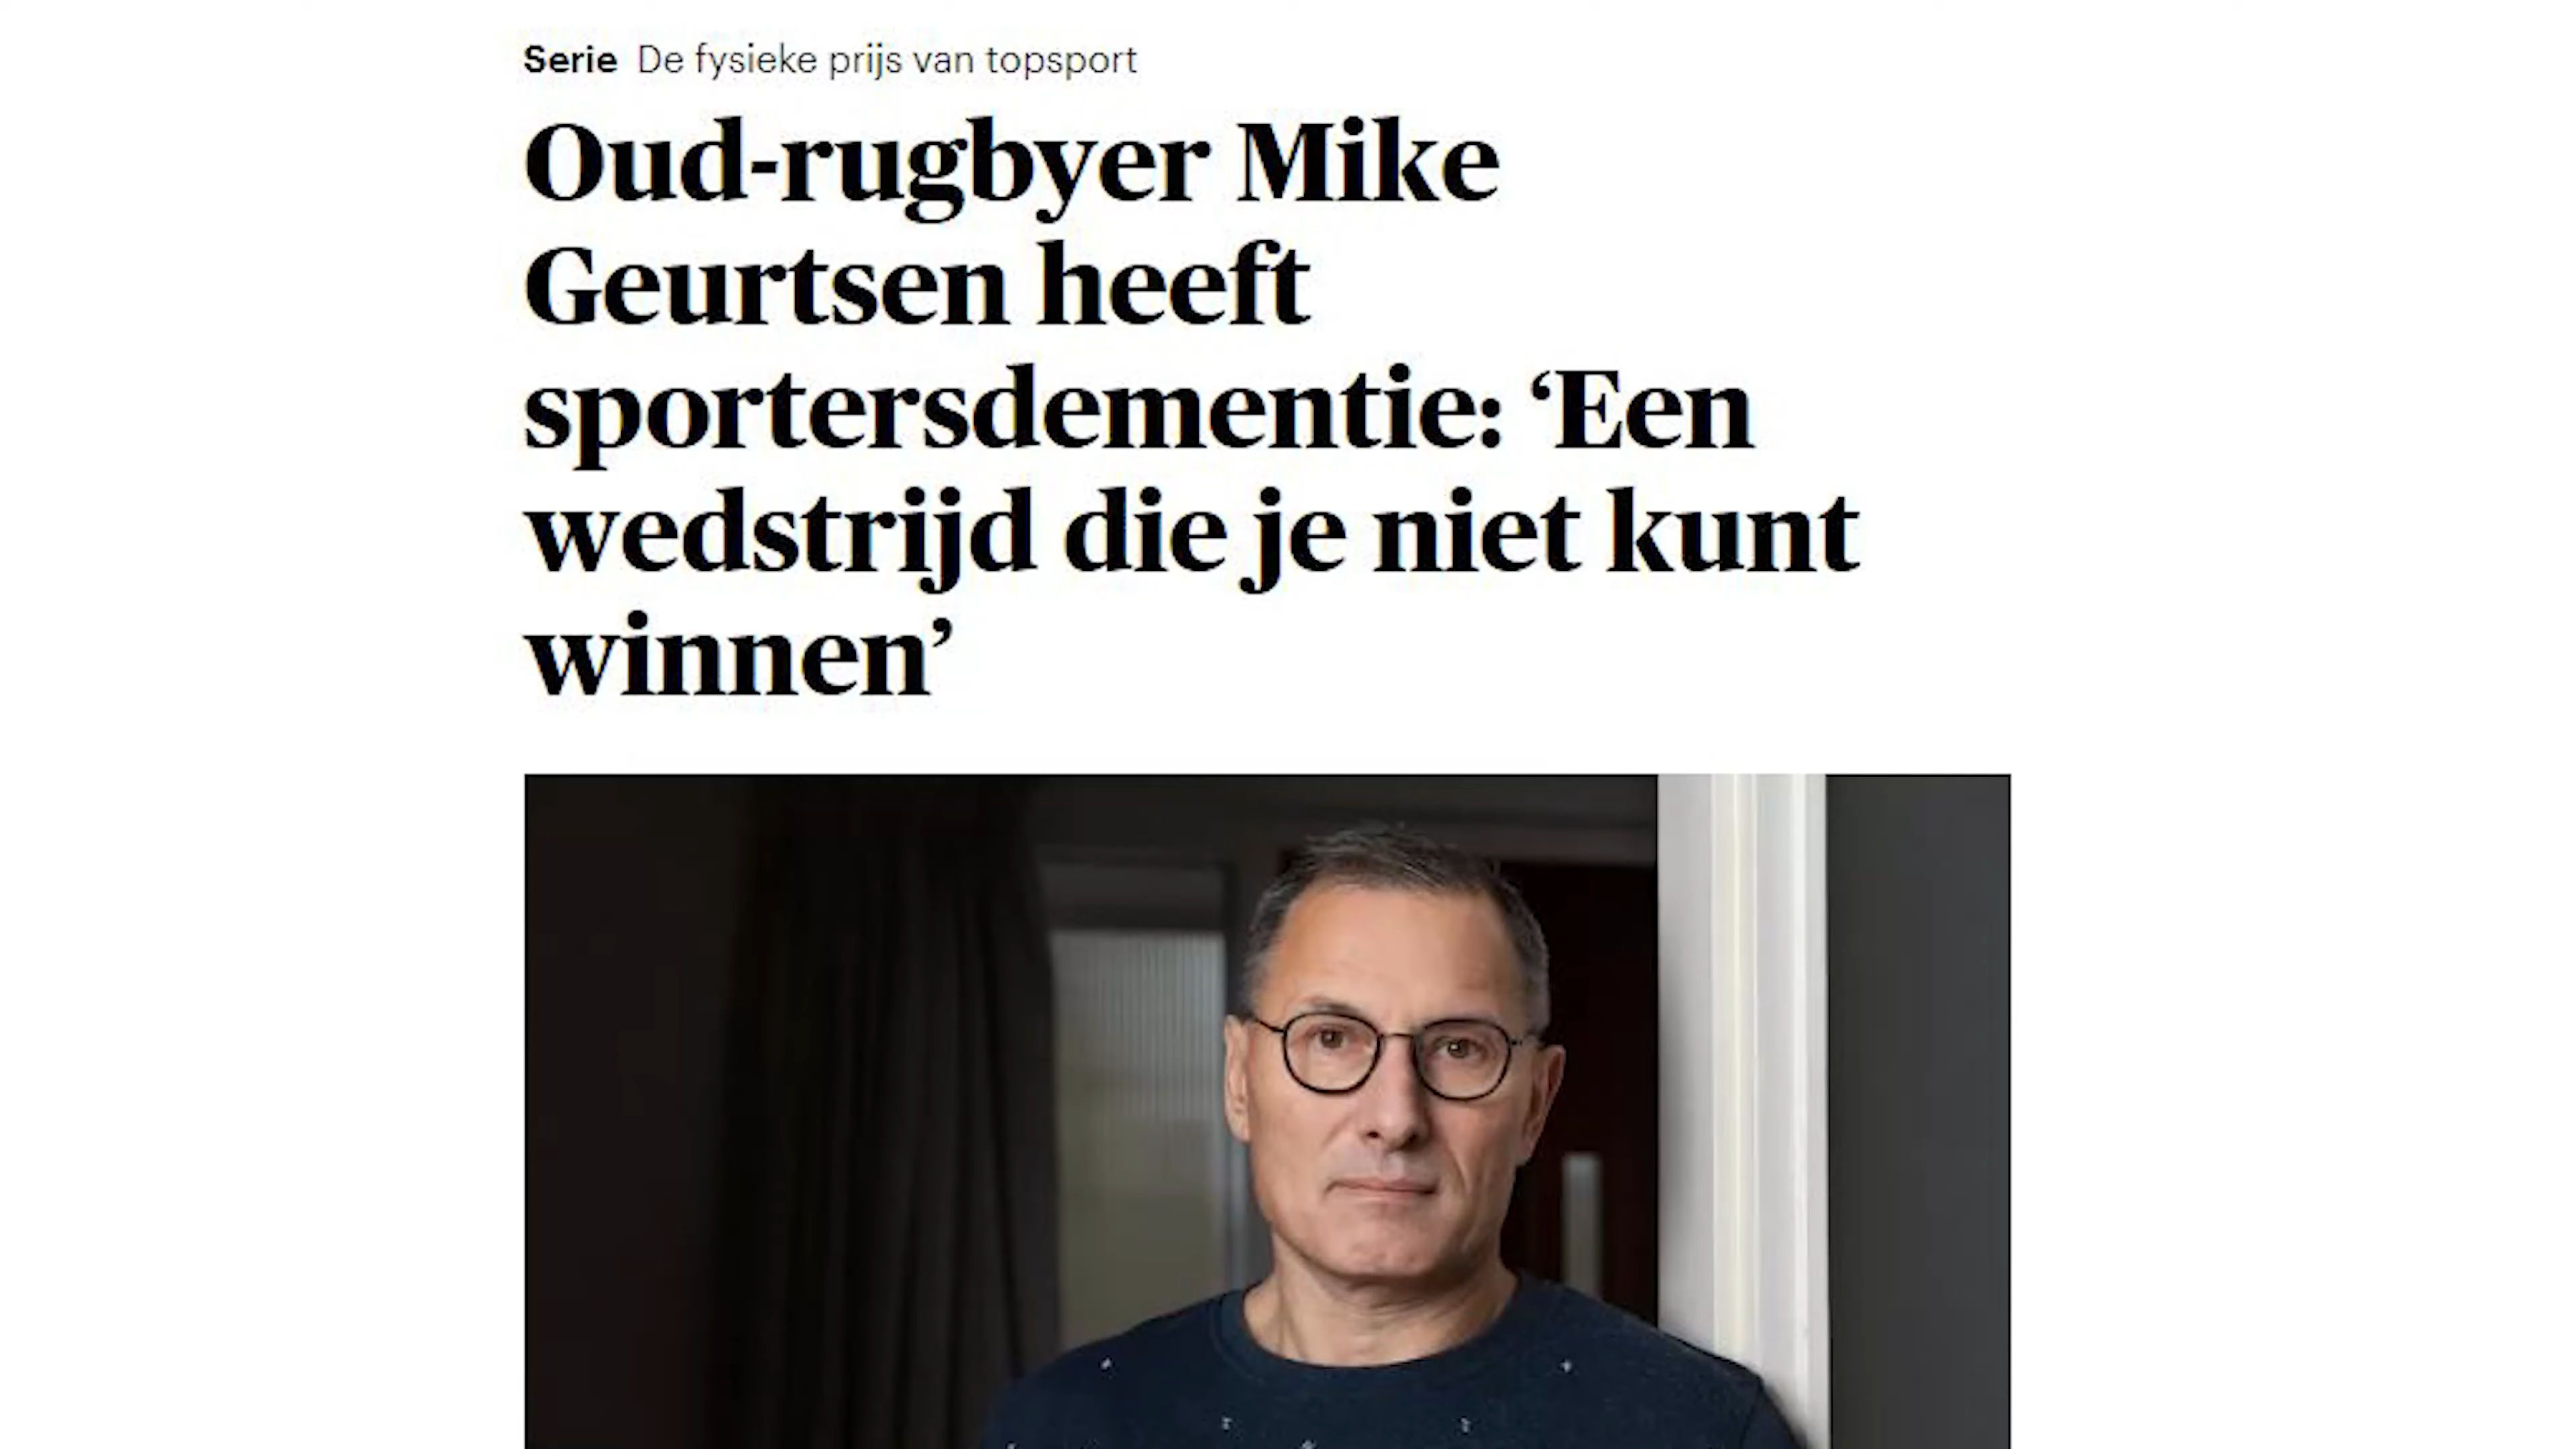 Serie De fysieke prijs van topsport
Oud-rugbyer Mike
Geurtsen heeft
sportersdementie: ‘Een
wedstrijd die je niet kunt
winnen’